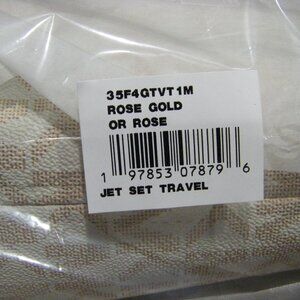 35F4GTVT1M
ROSE GOLD
OR ROSE
1 97853 07879 6
JET SET TRAVEL